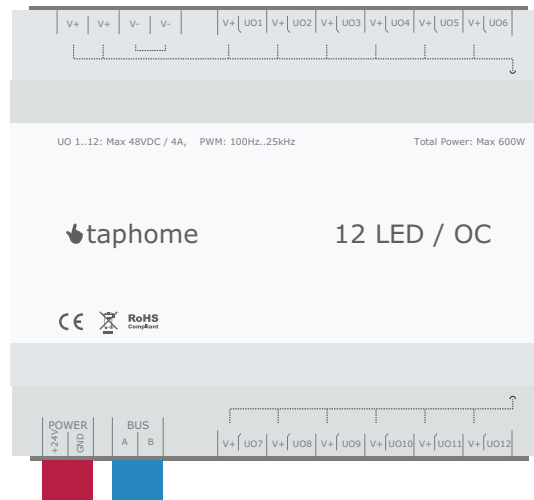 V+ V+ V- V- V+ UO1 V+ UO2 V+ UO3 V+ UO4 V+ UO5 V+ UO6
UO 1..12: Max 48VDC / 4A, PWM: 100Hz..25kHz Total Power: Max 600W
taphome 12 LED / OC
CE RoHS
Compliant
POWER BUS
+24V GND A B V+ UO7 V+ UO8 V+ UO9 V+ UO10 V+ UO11 V+ UO12